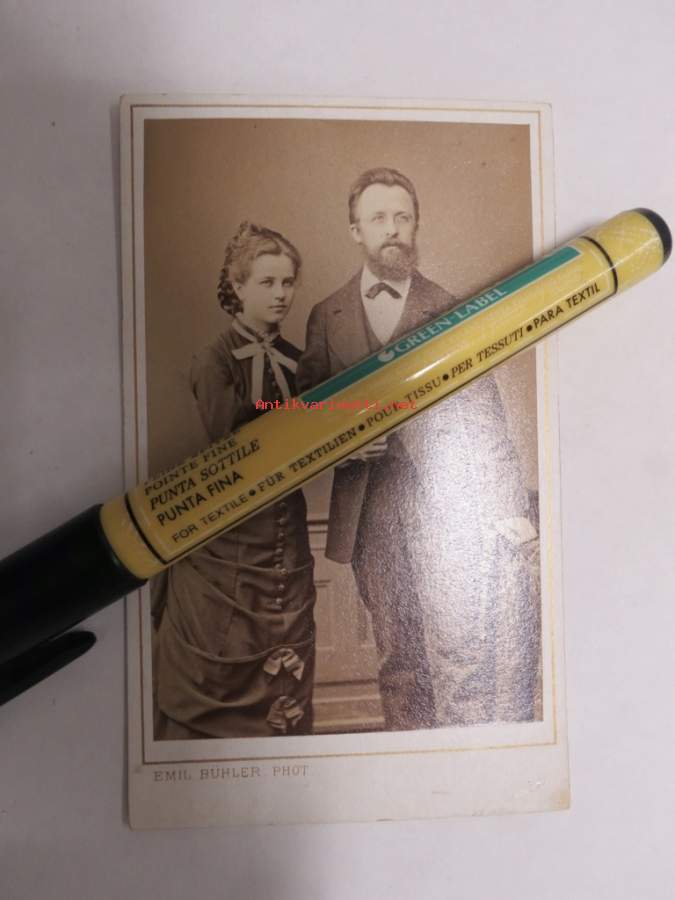 GREEN-LABEL
POINTE FINE
PUNTA SOTTILE
PUNTA FINA
FOR TEXTILE • FÜR TEXTILIEN • POUR TISSU • PER TESSUTI • PARA TEXTIL
Antikvariaatti.net
EMIL BÜHLER PHOT.